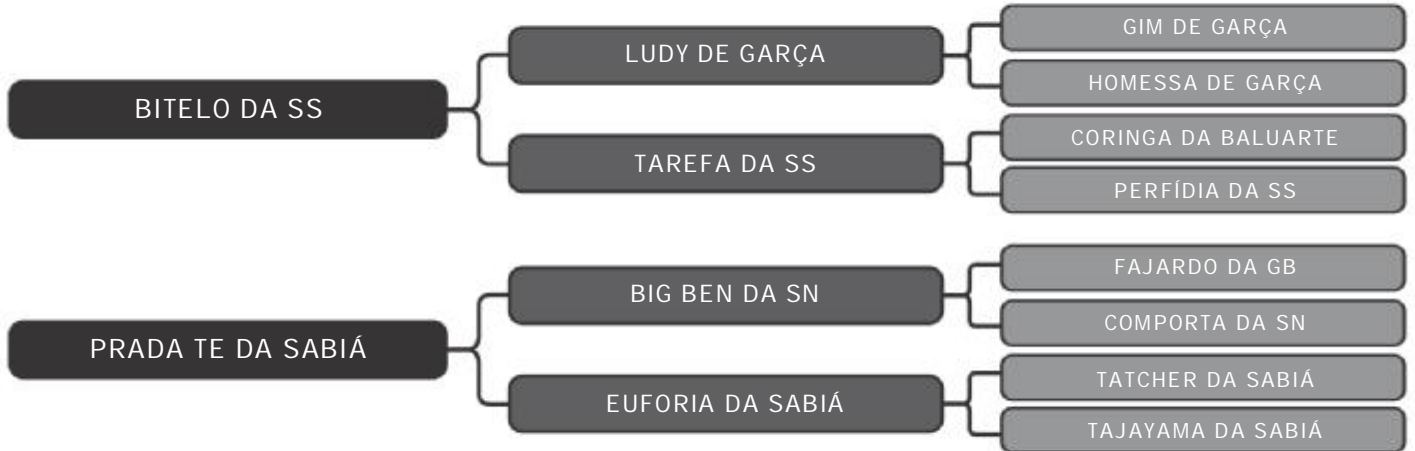 BITELO DA SS
LUDY DE GARÇA
GIM DE GARÇA
HOMESSA DE GARÇA
TAREFA DA SS
CORINGA DA BALUARTE
PERFÍDIA DA SS
PRADA TE DA SABIÁ
BIG BEN DA SN
FAJARDO DA GB
COMPORTA DA SN
EUFORIA DA SABIÁ
TATCHER DA SABIÁ
TAJAYAMA DA SABIÁ